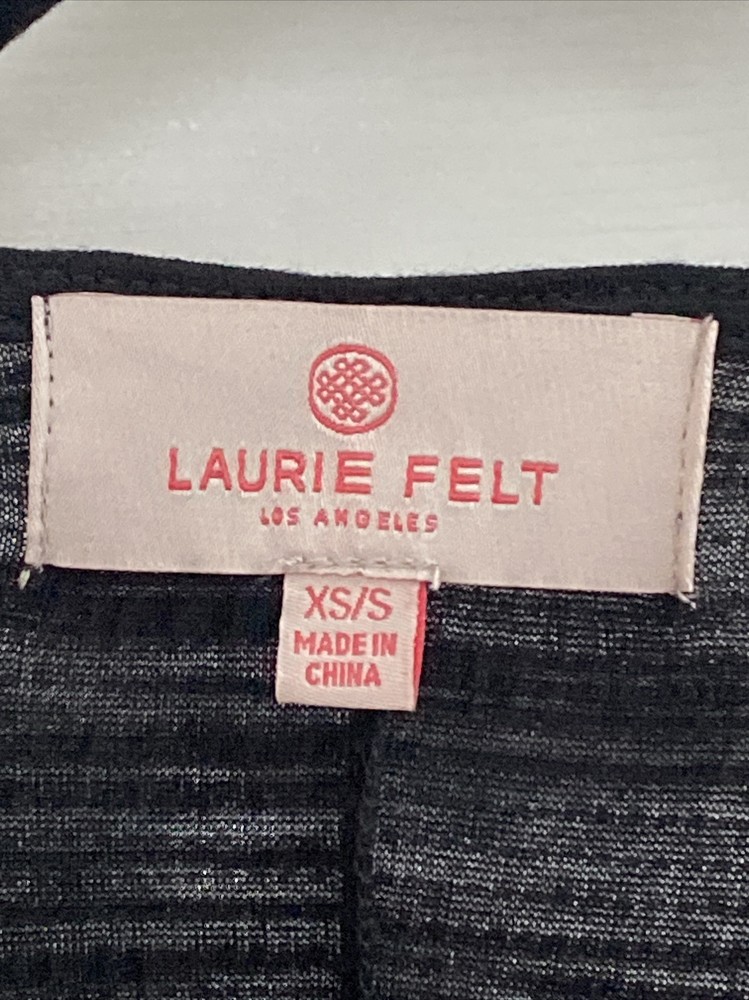 LAURIE FELT
LOS ANGELES
XS/S
MADE IN
CHINA